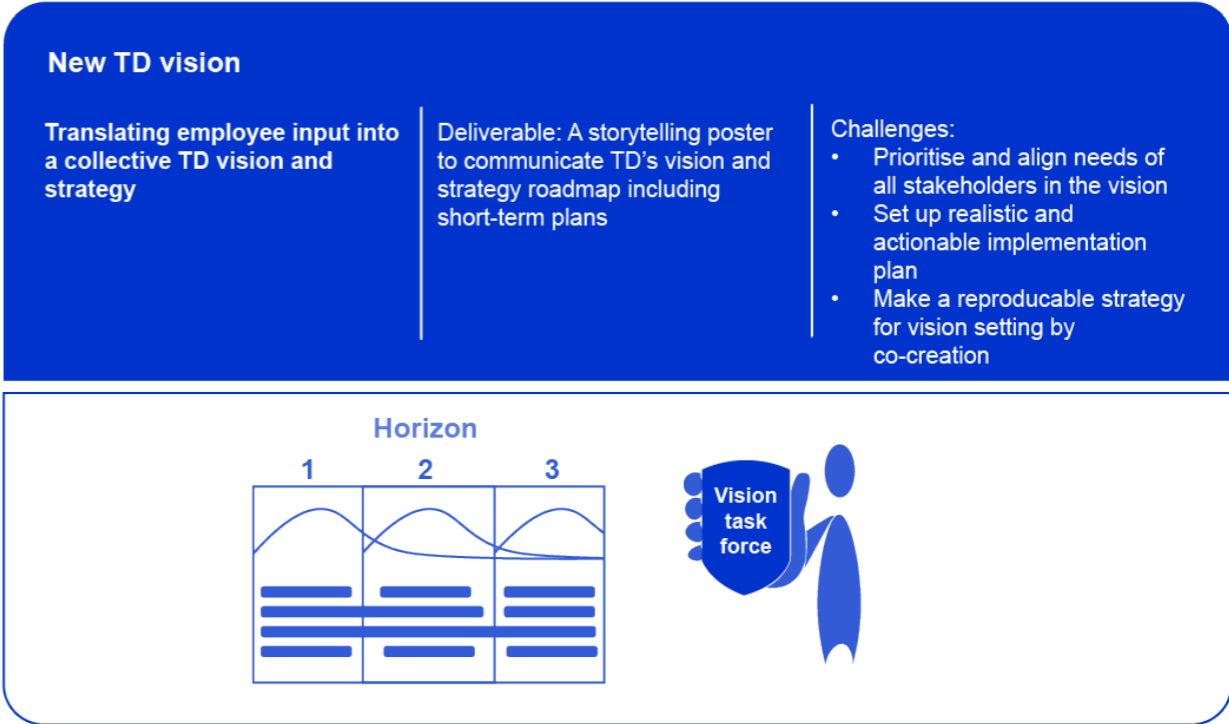 New TD vision
Translating employee input into
a collective TD vision and
strategy
Deliverable: A storytelling poster
to communicate TD's vision and
strategy roadmap including
short-term plans
Challenges:
• Prioritise and align needs of
all stakeholders in the vision
• Set up realistic and
actionable implementation
plan
• Make a reproducable strategy
for vision setting by
co-creation
Horizon
1 2 3
Vision
task
force